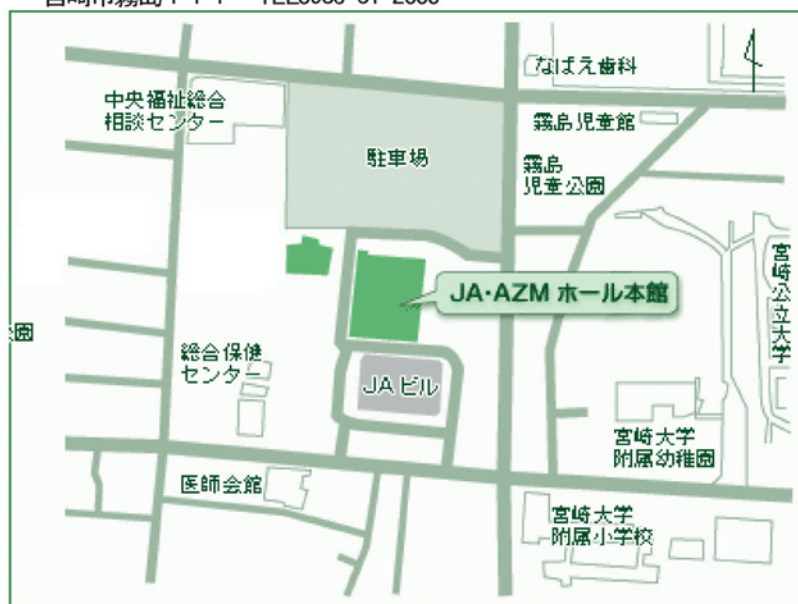 なばえ歯科
中央福祉総合
相談センター
霧島児童館
駐車場
霧島
児童公園
宮崎公立大学
JA・AZM ホール本館
園
総合保健
センター
JA ビル
宮崎大学
附属幼稚園
医師会館
宮崎大学
附属小学校